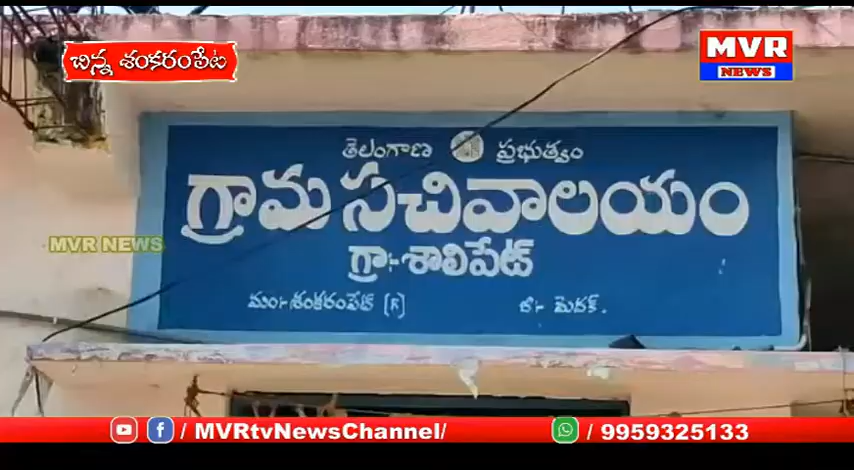 చిన్న శంకరంపేట
MVR
NEWS
తెలంగాణ ప్రభుత్వం
గ్రామ సచివాలయం
MVR NEWS
గ్రా:- శాలిపేట్
మం:- శంకరంపేట్ (R) జి:- మెదక్.
/ MVRtvNewsChannel/ / 9959325133